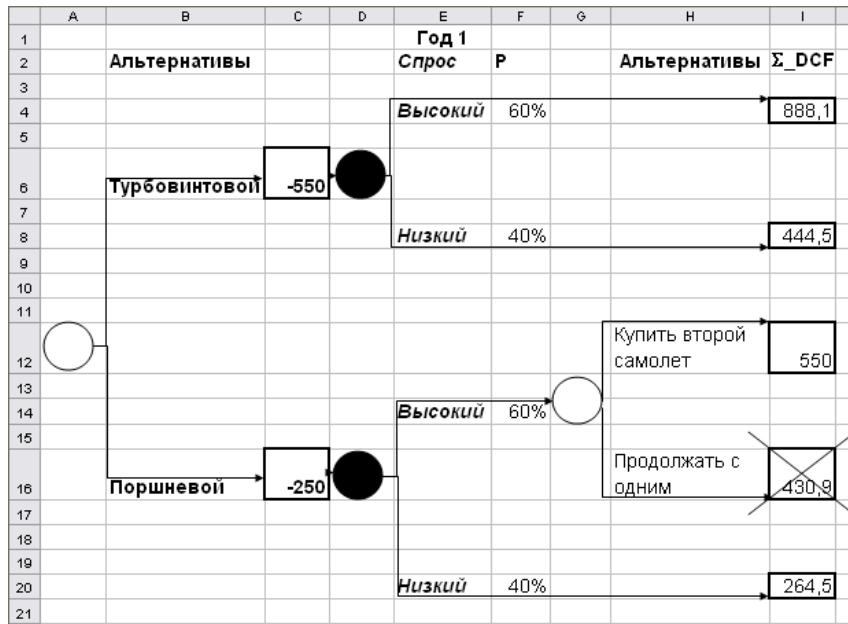 A B C D E F G H I
1 Год 1
2 Альтернативы Спрос P Альтернативы Σ_DCF
3
4 Высокий 60% 888,1
5
6 Турбовинтовой -550
7
8 Низкий 40% 444,5
9
10
11
Купить второй
12 самолет 550
13
14 Высокий 60%
15
Продолжать с
16 Поршневой -250 одним 430,9
17
18
19
20 Низкий 40% 264,5
21